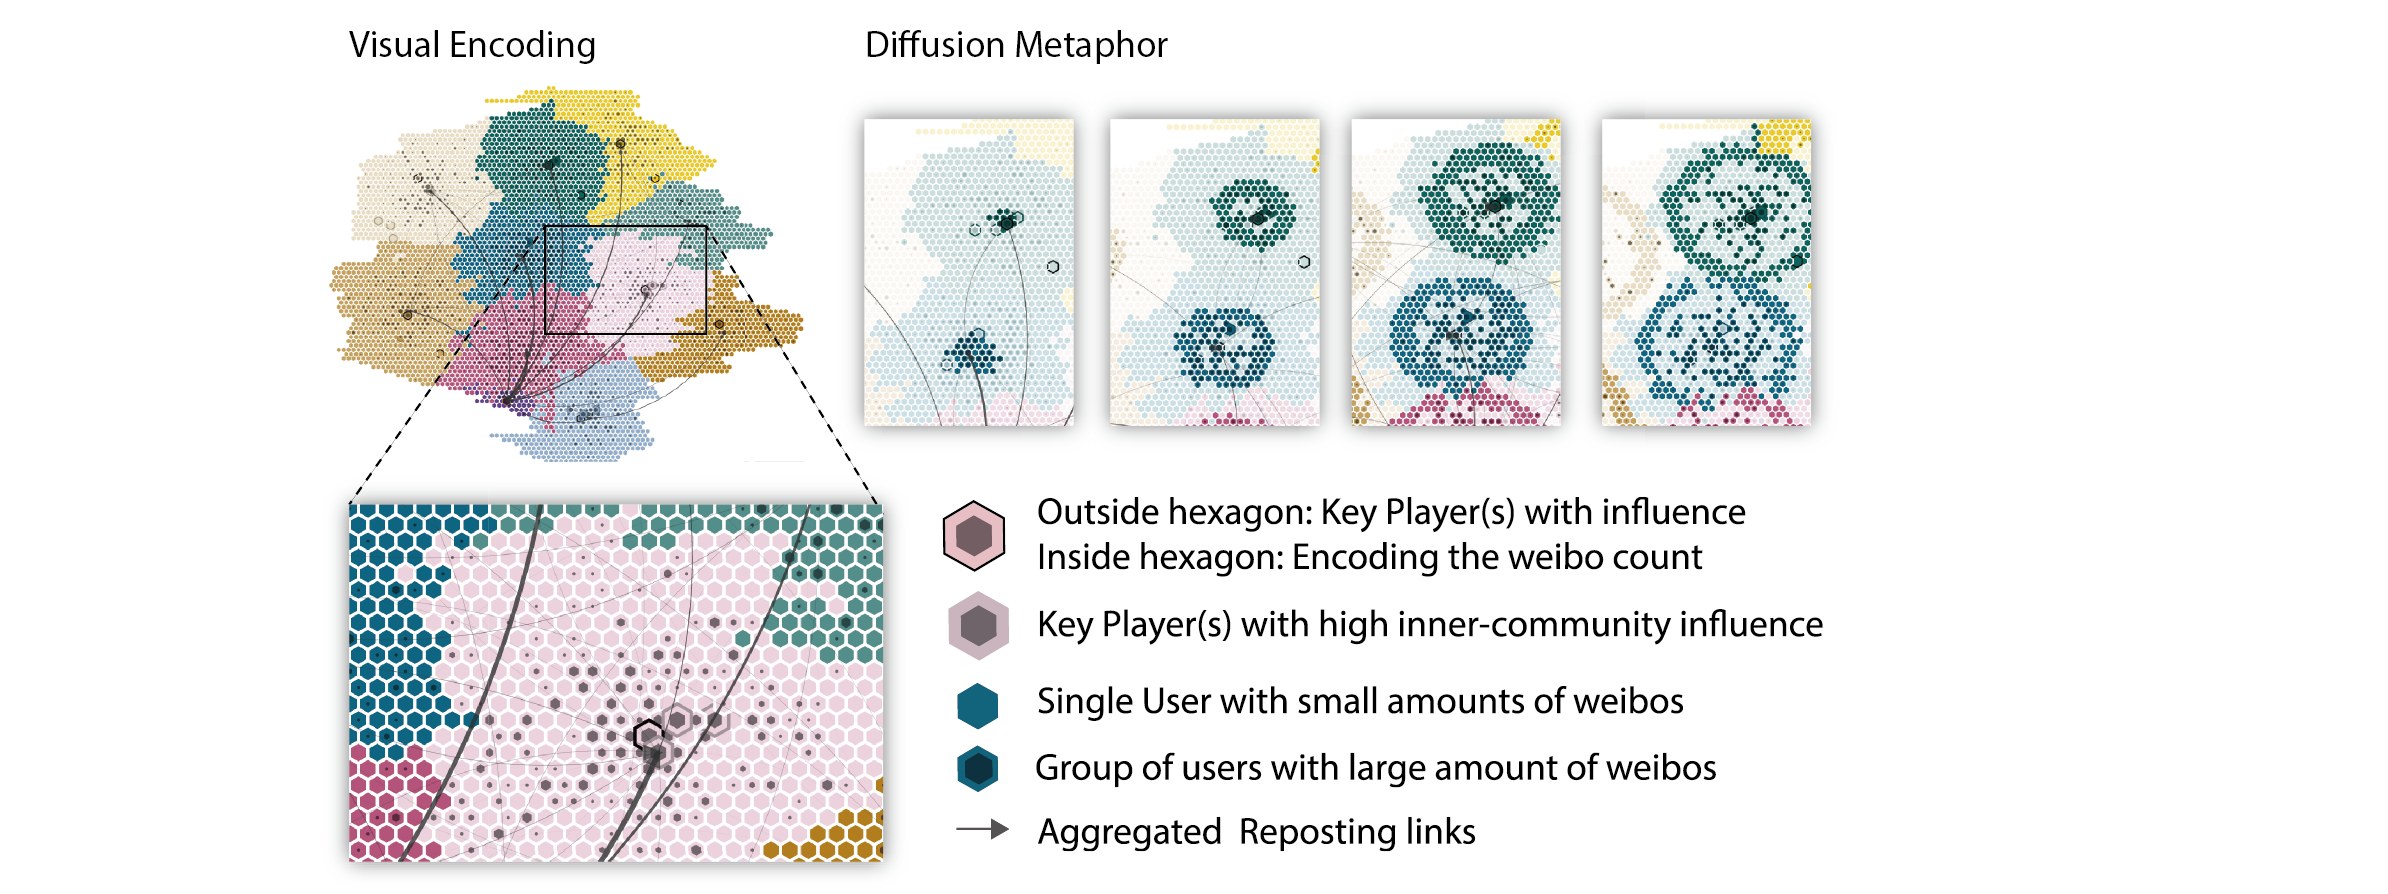 Visual Encoding
Diffusion Metaphor
Outside hexagon: Key Player(s) with influence
Inside hexagon: Encoding the weibo count
Key Player(s) with high inner-community influence
Single User with small amounts of weibos
Group of users with large amount of weibos
Aggregated Reposting links